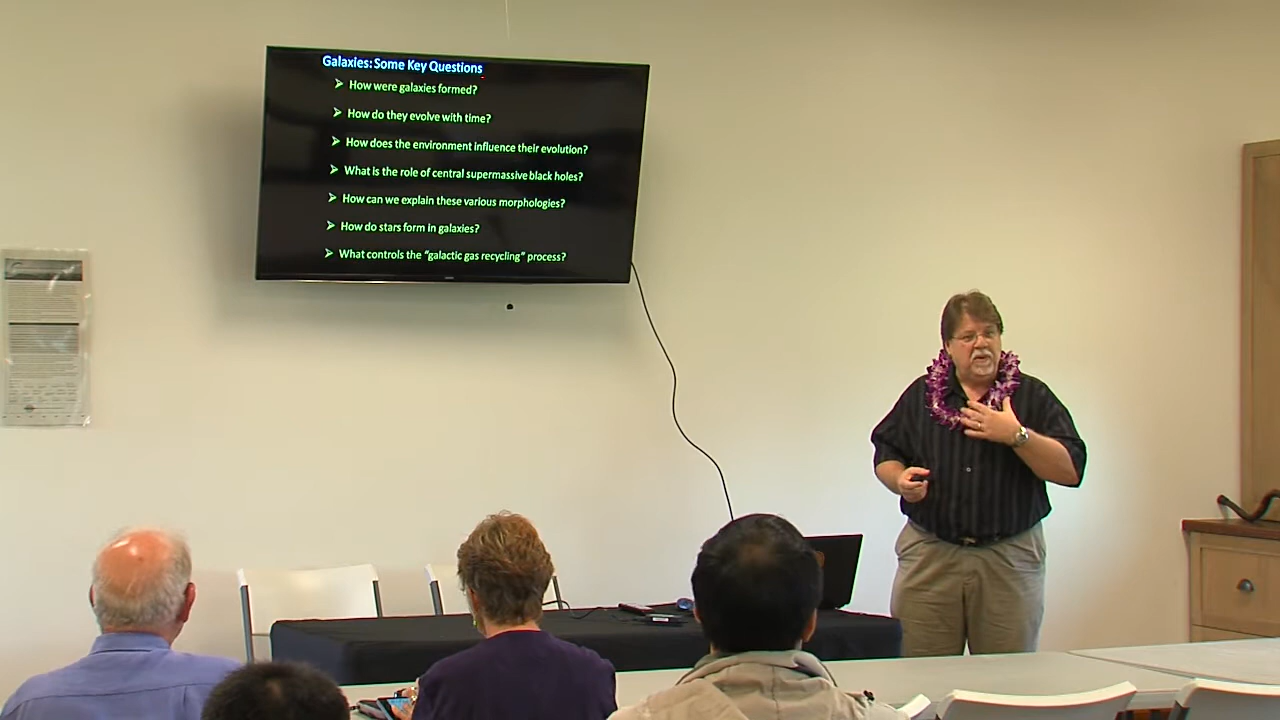 Galaxies: Some Key Questions
➢ How were galaxies formed?
➢ How do they evolve with time?
➢ How does the environment influence their evolution?
➢ What is the role of central supermassive black holes?
➢ How can we explain these various morphologies?
➢ How do stars form in galaxies?
➢ What controls the “galactic gas recycling” process?